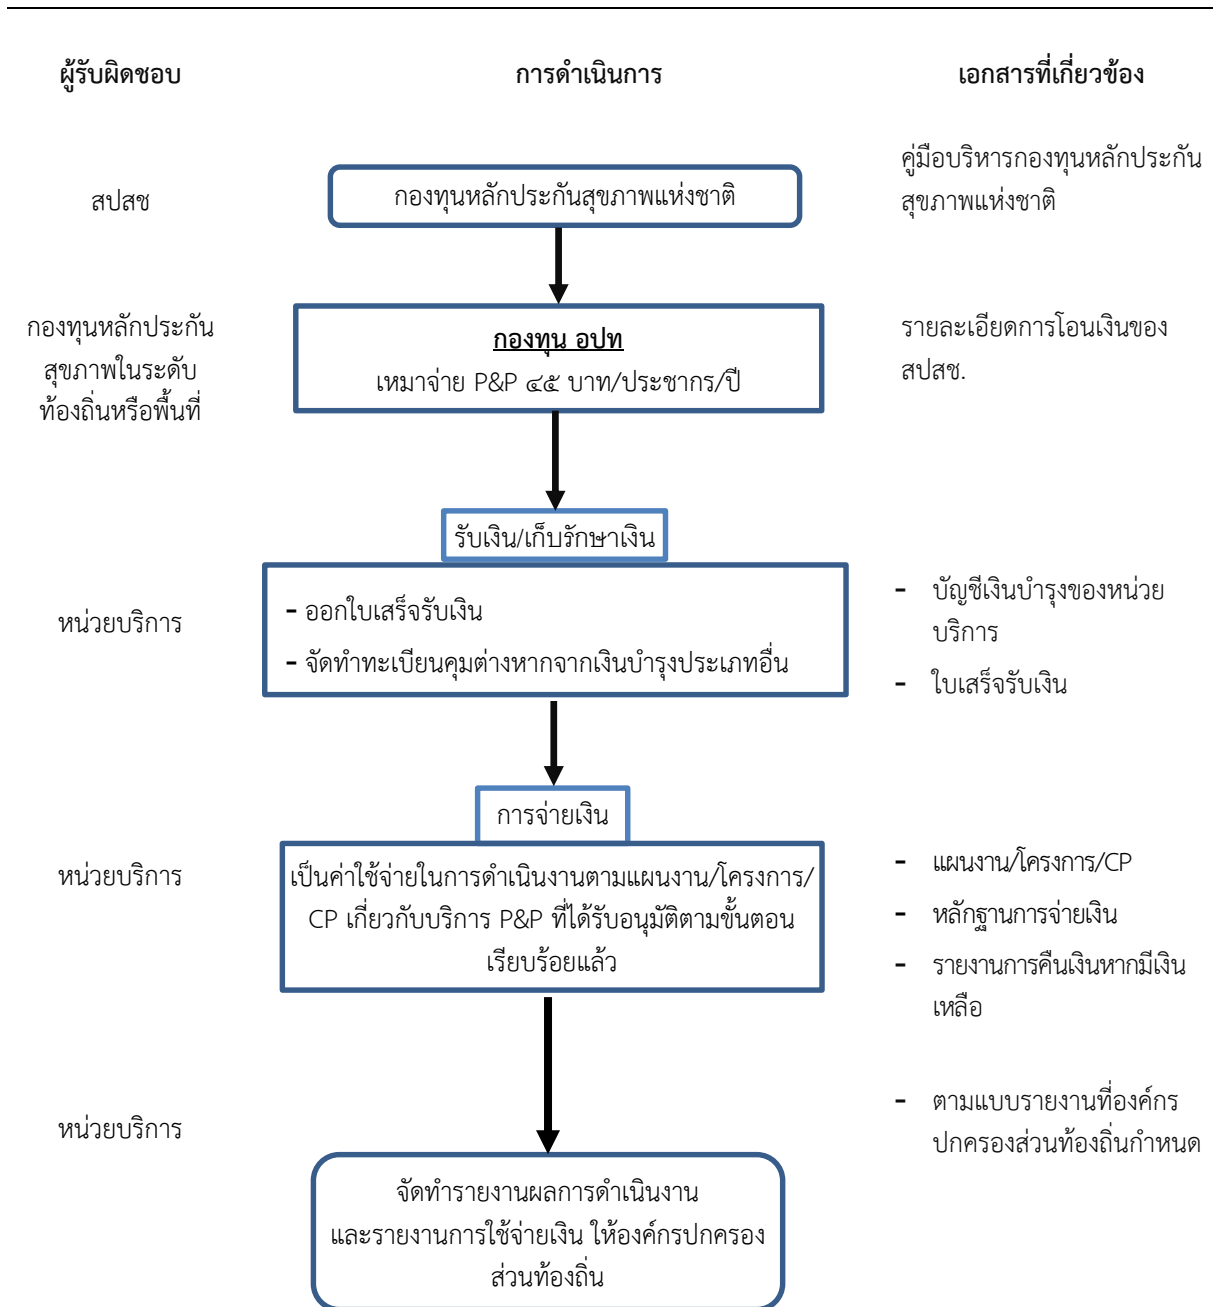 ผู้รับผิดชอบ
การดำเนินการ
เอกสารที่เกี่ยวข้อง
สปสช
กองทุนหลักประกันสุขภาพแห่งชาติ
คู่มือบริหารกองทุนหลักประกัน
สุขภาพแห่งชาติ
กองทุนหลักประกัน
สุขภาพในระดับ
ท้องถิ่นหรือพื้นที่
กองทุน อปท
เหมาจ่าย P&P ๔๕ บาท/ประชากร/ปี
รายละเอียดการโอนเงินของ
สปสช.
รับเงิน/เก็บรักษาเงิน
หน่วยบริการ
- ออกใบเสร็จรับเงิน
- จัดทำทะเบียนคุมต่างหากจากเงินบำรุงประเภทอื่น
- บัญชีเงินบำรุงของหน่วย
บริการ
- ใบเสร็จรับเงิน
การจ่ายเงิน
หน่วยบริการ
เป็นค่าใช้จ่ายในการดำเนินงานตามแผนงาน/โครงการ/
CP เกี่ยวกับบริการ P&P ที่ได้รับอนุมัติตามขั้นตอน
เรียบร้อยแล้ว
- แผนงาน/โครงการ/CP
- หลักฐานการจ่ายเงิน
- รายงานการคืนเงินหากมีเงิน
เหลือ
หน่วยบริการ
จัดทำรายงานผลการดำเนินงาน
และรายงานการใช้จ่ายเงิน ให้องค์กรปกครอง
ส่วนท้องถิ่น
- ตามแบบรายงานที่องค์กร
ปกครองส่วนท้องถิ่นกำหนด